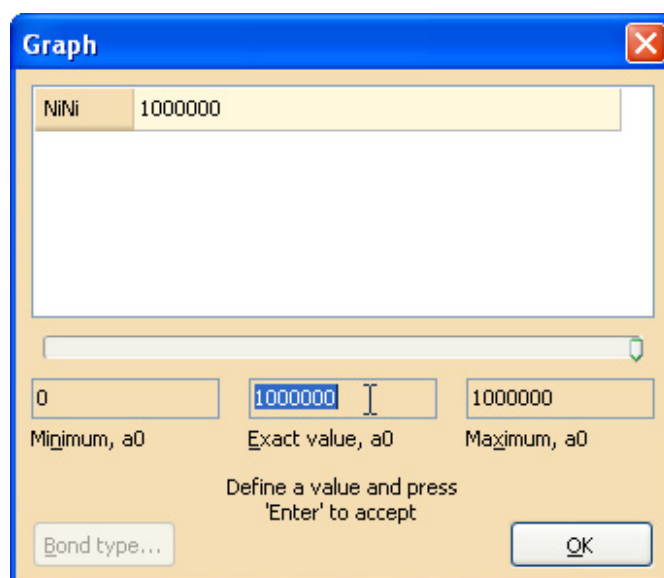 Graph
NiNi 1000000
0 1000000 1000000
Minimum, a0 Exact value, a0 Maximum, a0
Define a value and press
'Enter' to accept
Bond type... OK